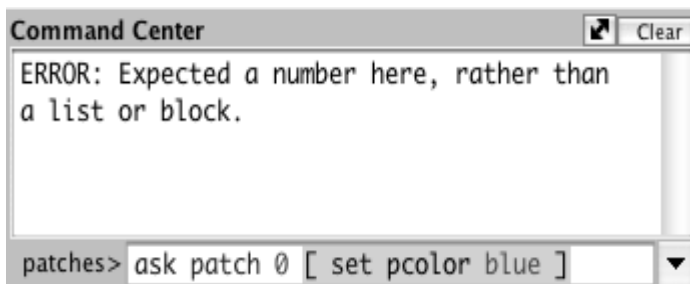 Command Center Clear
ERROR: Expected a number here, rather than
a list or block.
patches> ask patch 0 [ set pcolor blue ]